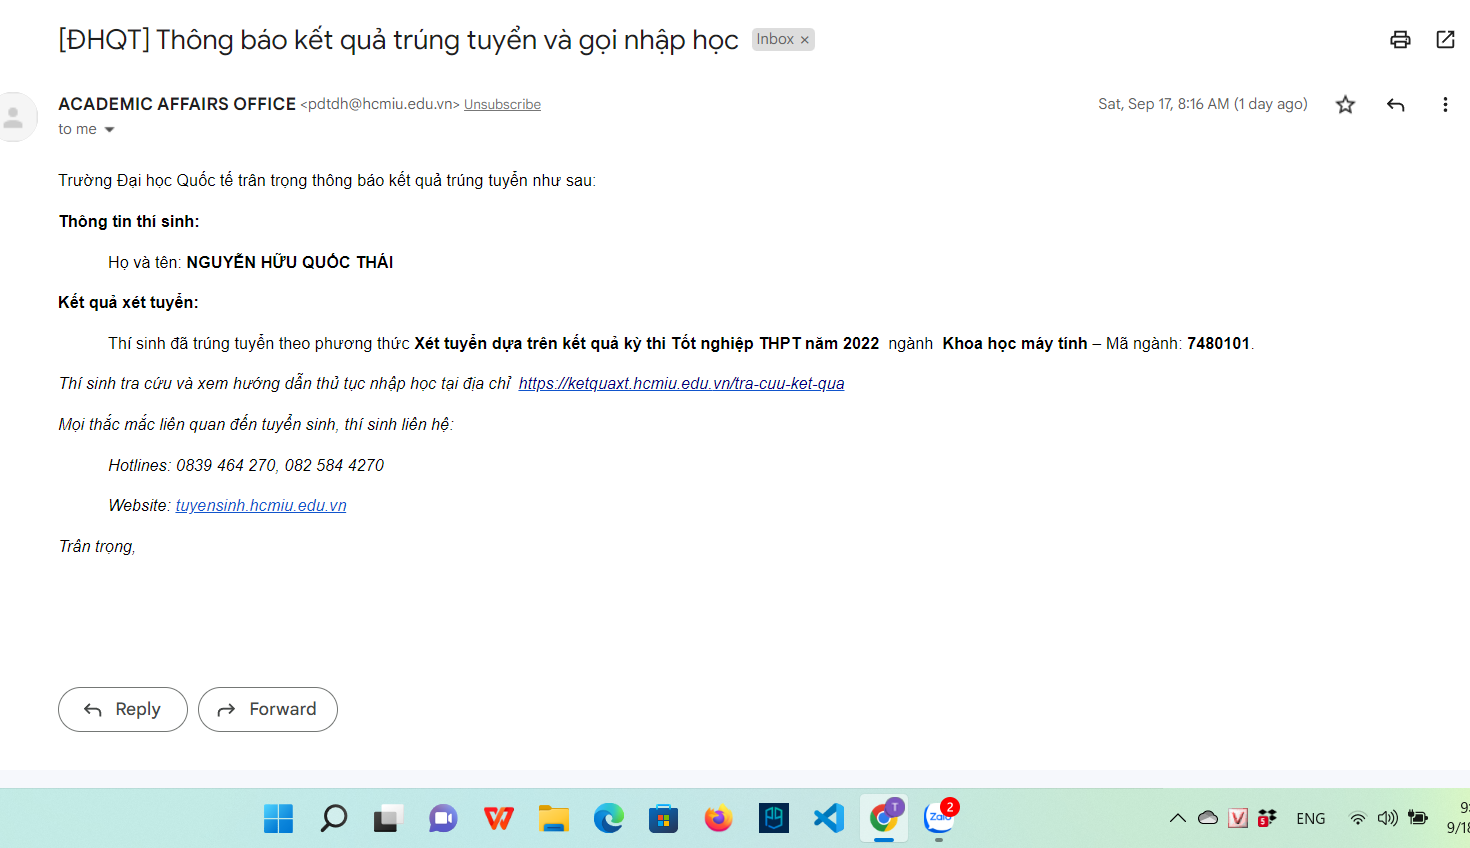 [ĐHQT] Thông báo kết quả trúng tuyển và gọi nhập học Inbox ×
ACADEMIC AFFAIRS OFFICE <pdtdh@hcmiu.edu.vn> Unsubscribe Sat, Sep 17, 8:16 AM (1 day ago)
to me
Trường Đại học Quốc tế trân trọng thông báo kết quả trúng tuyển như sau:
Thông tin thí sinh:
Họ và tên: NGUYỄN HỮU QUỐC THÁI
Kết quả xét tuyển:
Thí sinh đã trúng tuyển theo phương thức Xét tuyển dựa trên kết quả kỳ thi Tốt nghiệp THPT năm 2022 ngành Khoa học máy tính – Mã ngành: 7480101.
Thí sinh tra cứu và xem hướng dẫn thủ tục nhập học tại địa chỉ https://ketquaxt.hcmiu.edu.vn/tra-cuu-ket-qua
Mọi thắc mắc liên quan đến tuyển sinh, thí sinh liên hệ:
Hotlines: 0839 464 270, 082 584 4270
Website: tuyensinh.hcmiu.edu.vn
Trân trọng,
Reply Forward
T Zalo 2 V 5 ENG